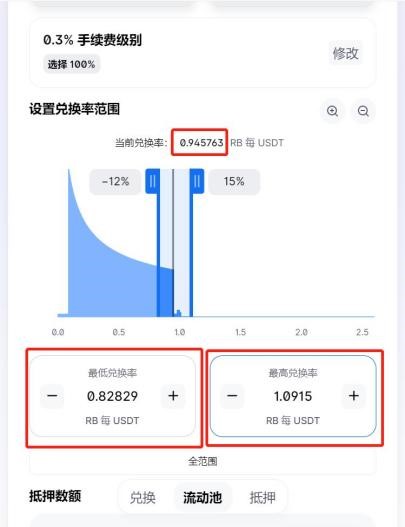 0.3% 手续费级别
选择 100%
修改
设置兑换率范围
当前兑换率： 0.945763 RB 每 USDT
-12%
15%
0.0 0.5 1.0 1.5 2.0 2.5
最低兑换率
0.82829
RB 每 USDT
最高兑换率
1.0915
RB 每 USDT
全范围
抵押数额
兑换 流动池 抵押